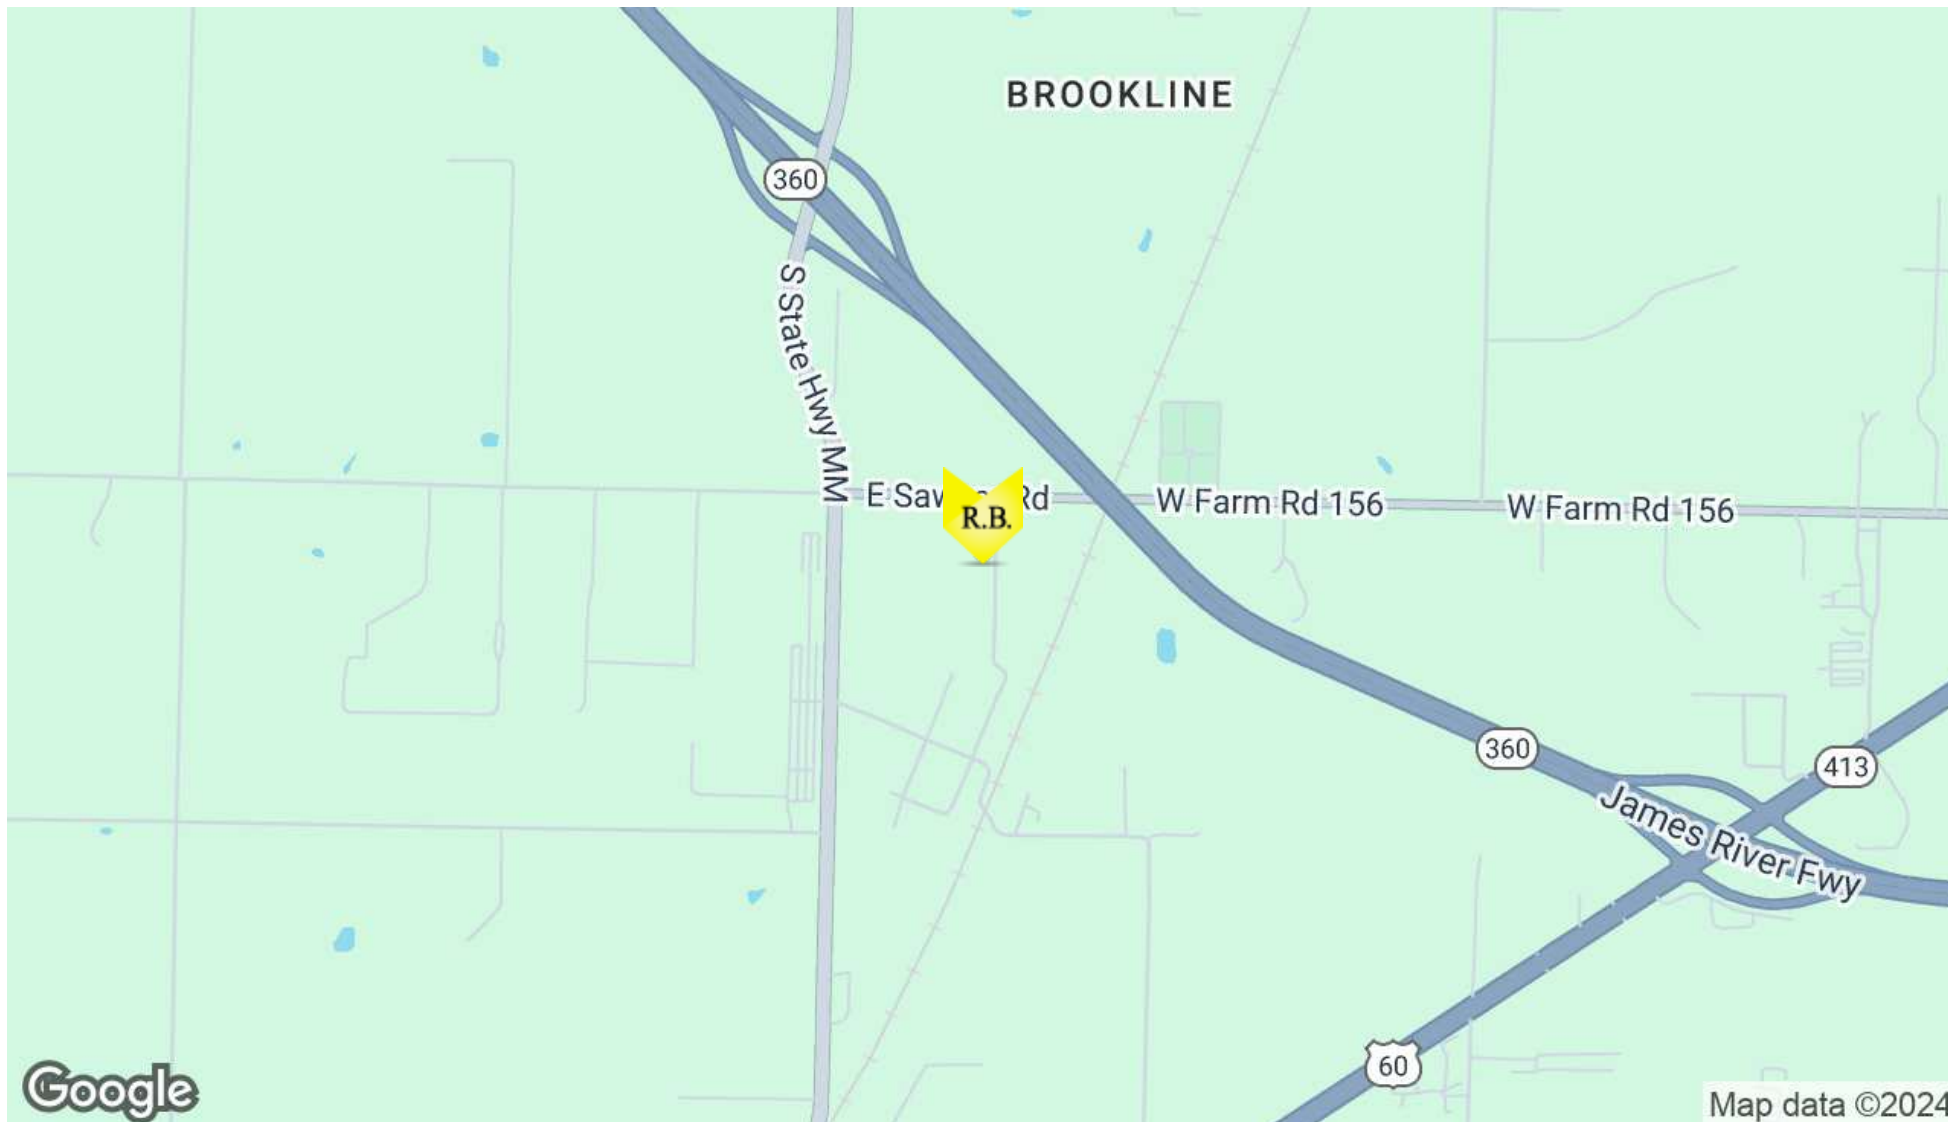 BROOKLINE
360
S State Hwy MM
E Saw Rd
W Farm Rd 156
W Farm Rd 156
R.B.
360
413
James River Fwy
60
Google
Map data ©2024